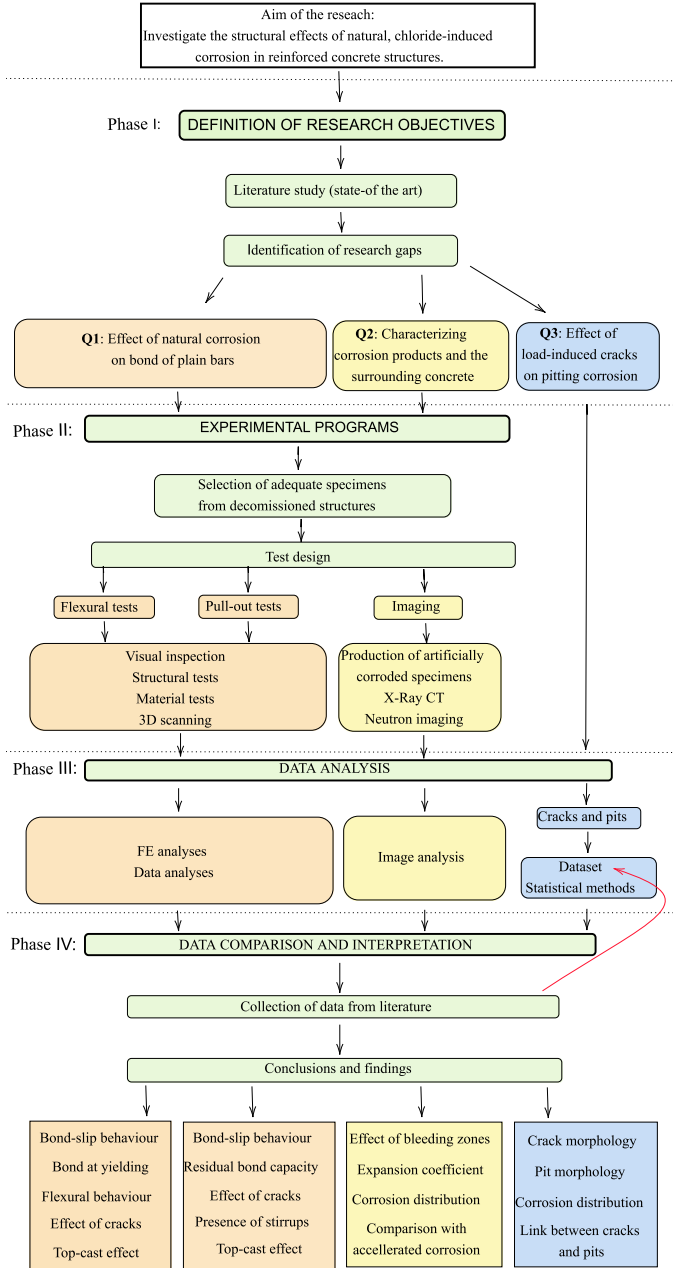 Aim of the reseach:
Investigate the structural effects of natural, chloride-induced
corrosion in reinforced concrete structures.
Phase I:
DEFINITION OF RESEARCH OBJECTIVES
Literature study (state-of the art)
Identification of research gaps
Q1: Effect of natural corrosion
on bond of plain bars
Q2: Characterizing
corrosion products and the
surrounding concrete
Q3: Effect of
load-induced cracks
on pitting corrosion
Phase II:
EXPERIMENTAL PROGRAMS
Selection of adequate specimens
from decomissioned structures
Test design
Flexural tests
Pull-out tests
Imaging
Visual inspection
Structural tests
Material tests
3D scanning
Production of artificially
corroded specimens
X-Ray CT
Neutron imaging
Phase III:
DATA ANALYSIS
FE analyses
Data analyses
Image analysis
Cracks and pits
Dataset
Statistical methods
Phase IV:
DATA COMPARISON AND INTERPRETATION
Collection of data from literature
Conclusions and findings
Bond-slip behaviour
Bond at yielding
Flexural behaviour
Effect of cracks
Top-cast effect
Bond-slip behaviour
Residual bond capacity
Effect of cracks
Presence of stirrups
Top-cast effect
Effect of bleeding zones
Expansion coefficient
Corrosion distribution
Comparison with
accellerated corrosion
Crack morphology
Pit morphology
Corrosion distribution
Link between cracks
and pits